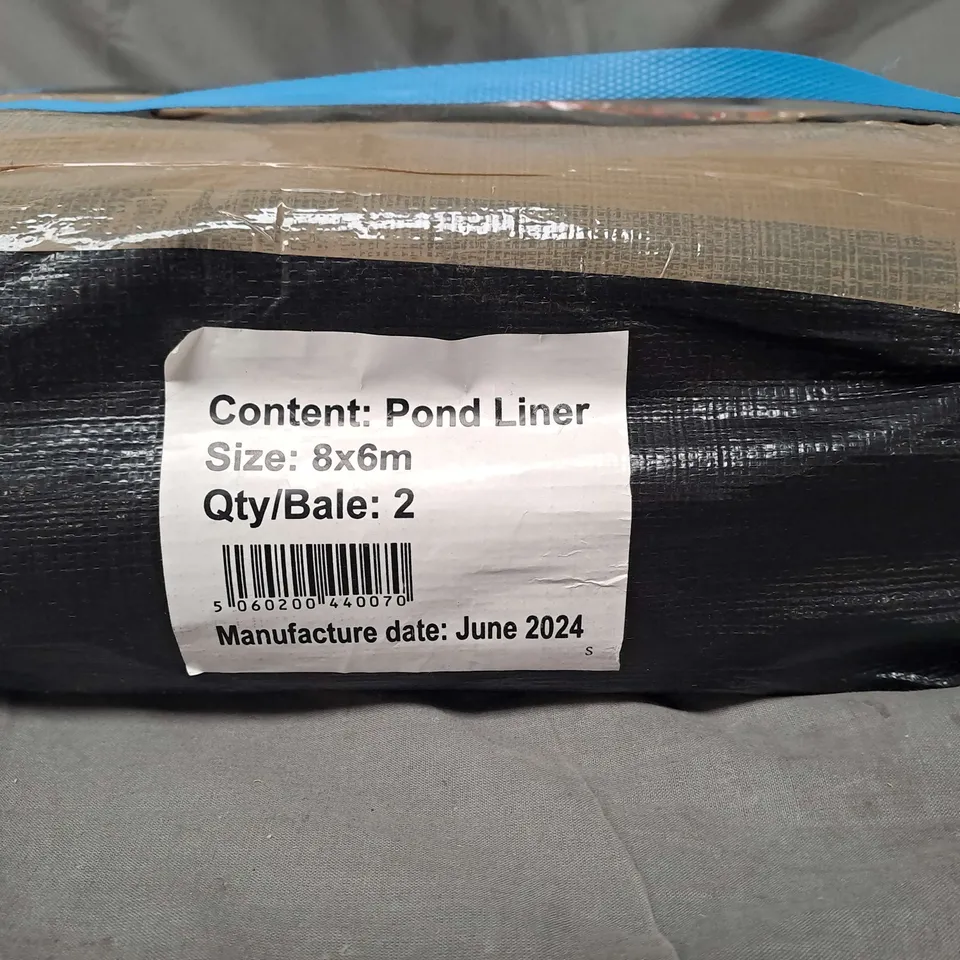 Content: Pond Liner
Size: 8x6m
Qty/Bale: 2
5 060200 440070
Manufacture date: June 2024
S